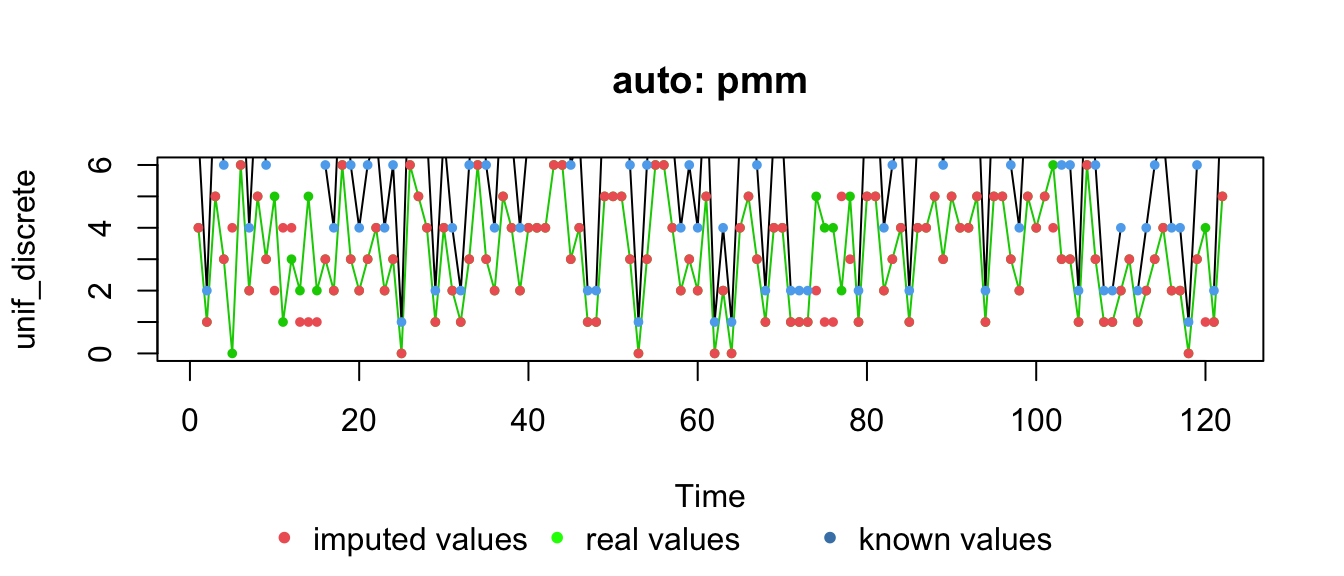 auto: pmm
unif_discrete
6
4
2
0
0 20 40 60 80 100 120
Time
imputed values real values known values